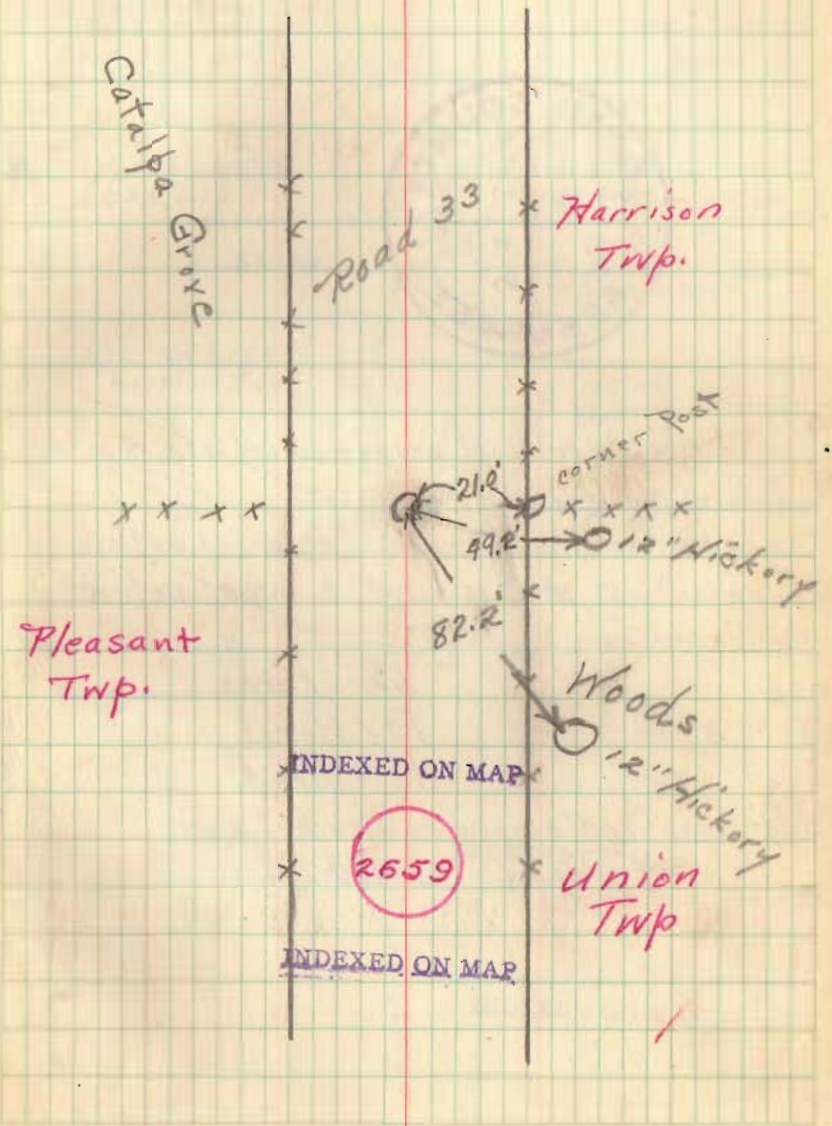 Catalpa Grove
Road 33
Harrison
Twp.
corner Post
21.0'
49.2'
12" Hickory
82.2'
Pleasant
Twp.
Woods
12" Hickory
INDEXED ON MAP
2659
Union
Twp
INDEXED ON MAP